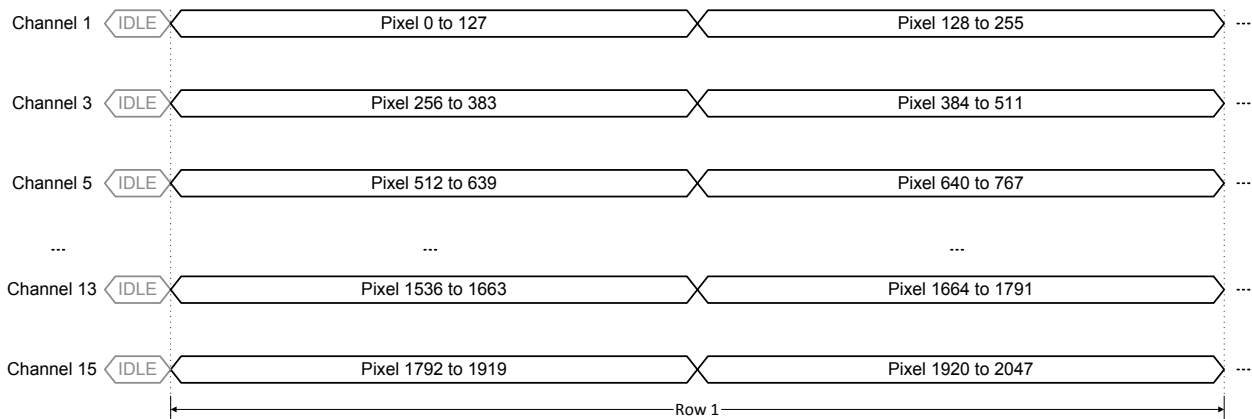 Channel 1 IDLE Pixel 0 to 127 Pixel 128 to 255 ---
Channel 3 IDLE Pixel 256 to 383 Pixel 384 to 511 ---
Channel 5 IDLE Pixel 512 to 639 Pixel 640 to 767 ---
--- --- ---
Channel 13 IDLE Pixel 1536 to 1663 Pixel 1664 to 1791 ---
Channel 15 IDLE Pixel 1792 to 1919 Pixel 1920 to 2047 ---
Row 1